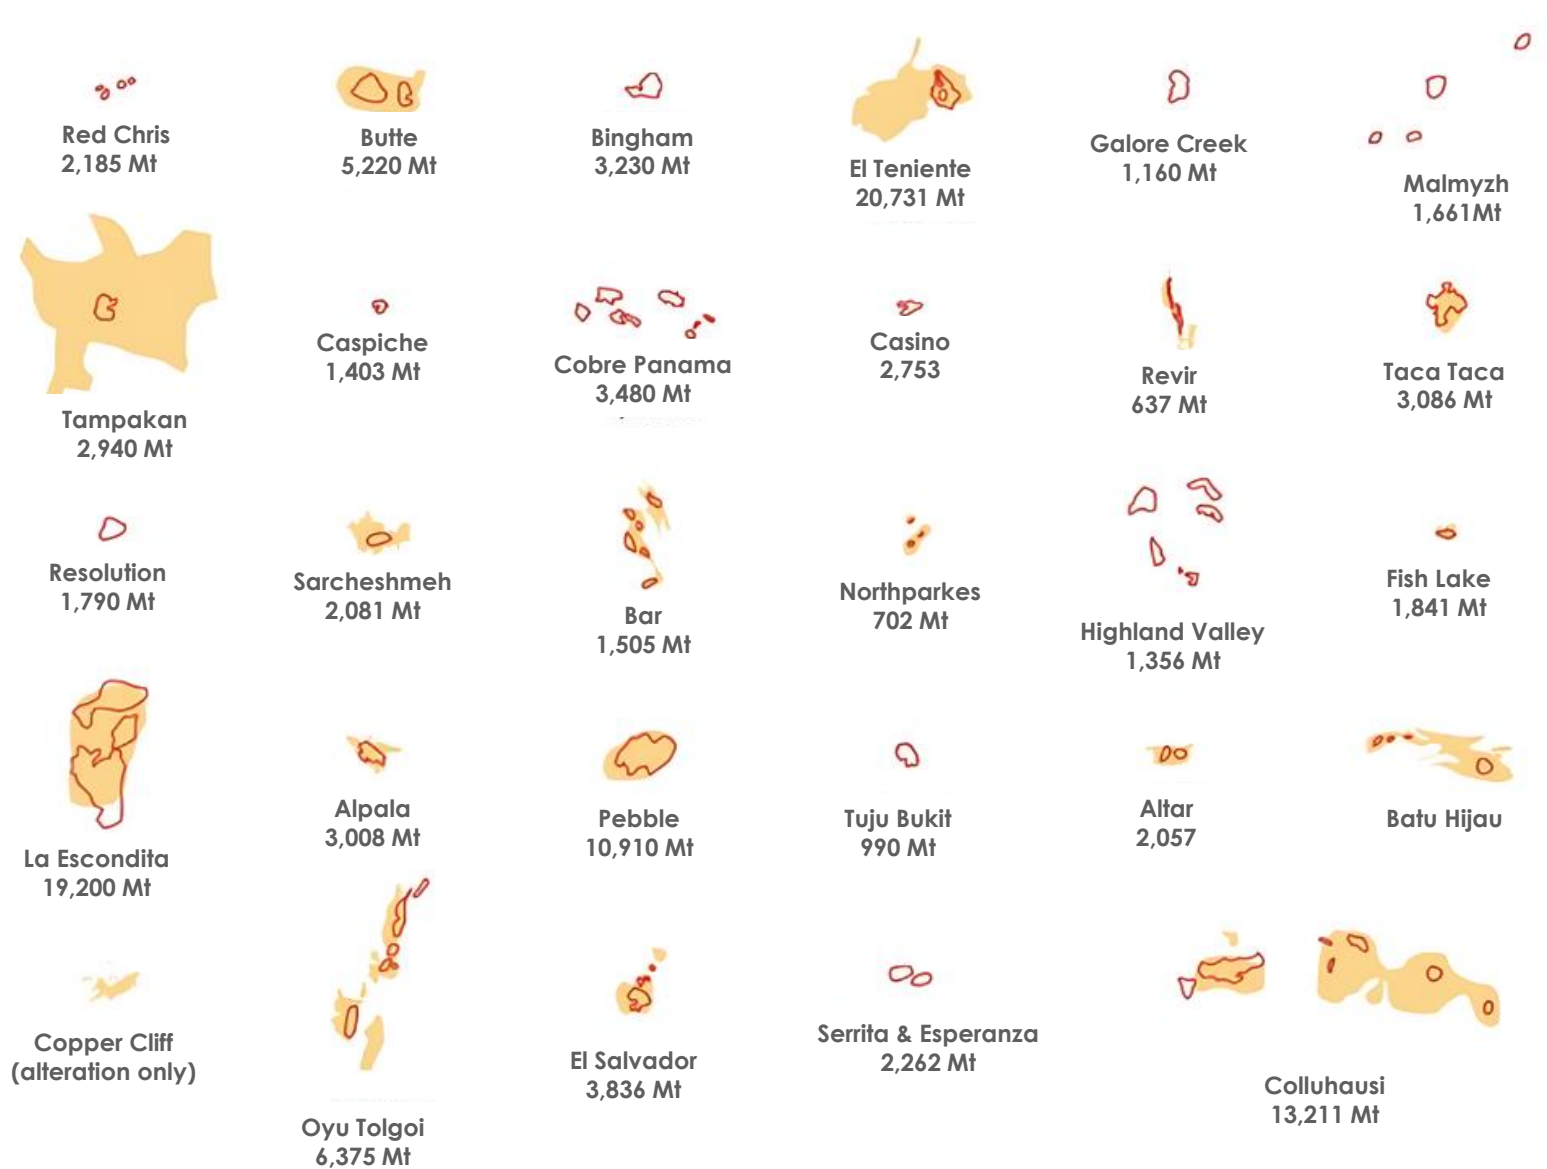 Red Chris
2,185 Mt
Butte
5,220 Mt
Bingham
3,230 Mt
El Teniente
20,731 Mt
Galore Creek
1,160 Mt
Malmyzh
1,661Mt
Tampakan
2,940 Mt
Caspiche
1,403 Mt
Cobre Panama
3,480 Mt
Casino
2,753
Revir
637 Mt
Taca Taca
3,086 Mt
Resolution
1,790 Mt
Sarcheshmeh
2,081 Mt
Bar
1,505 Mt
Northparkes
702 Mt
Highland Valley
1,356 Mt
Fish Lake
1,841 Mt
La Escondita
19,200 Mt
Alpala
3,008 Mt
Pebble
10,910 Mt
Tuju Bukit
990 Mt
Altar
2,057
Batu Hijau
Copper Cliff
(alteration only)
Oyu Tolgoi
6,375 Mt
El Salvador
3,836 Mt
Serrita & Esperanza
2,262 Mt
Colluhausi
13,211 Mt